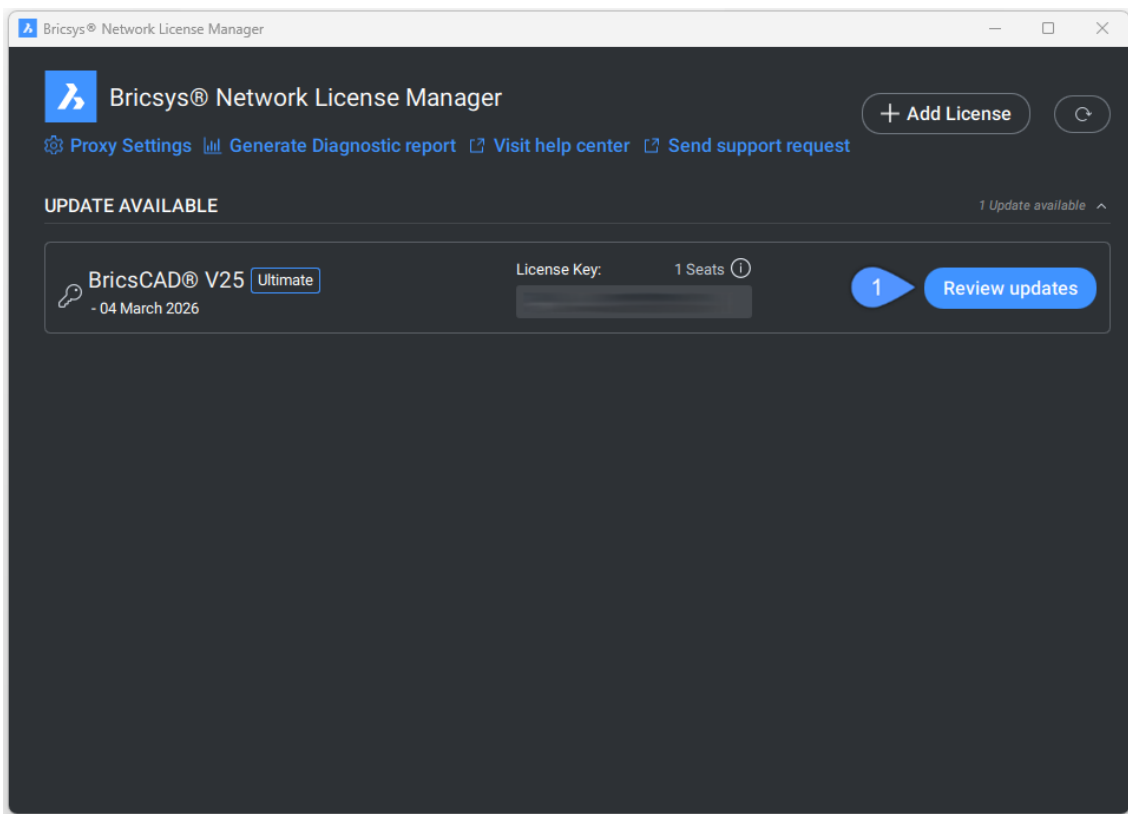 Bricsys® Network License Manager
Bricsys® Network License Manager
+ Add License
Proxy Settings Generate Diagnostic report Visit help center Send support request
UPDATE AVAILABLE
1 Update available
BricsCAD® V25 Ultimate
- 04 March 2026
License Key: 1 Seats
1
Review updates